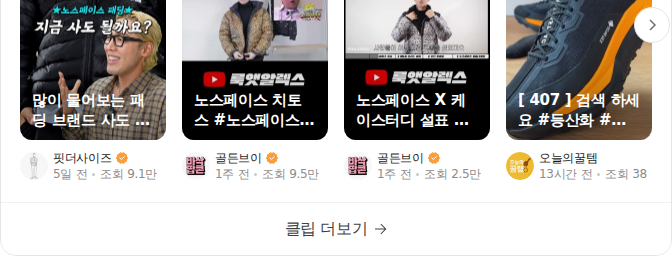 ★노스페이스 패딩★
지금 사도 될까요?
많이 물어보는 패
딩 브랜드 사도 ...
룩앳알렉스
노스페이스 치토
스 #노스페이스...
룩앳알렉스
노스페이스 X 케
이스터디 설표 ...
[ 407 ] 검색 하세
요 #등산화 #...
핏더사이즈
5일 전 · 조회 9.1만
골든브이
1주 전 · 조회 9.5만
골든브이
1주 전 · 조회 2.5만
오늘의꿀템
13시간 전 · 조회 38
클립 더보기 →